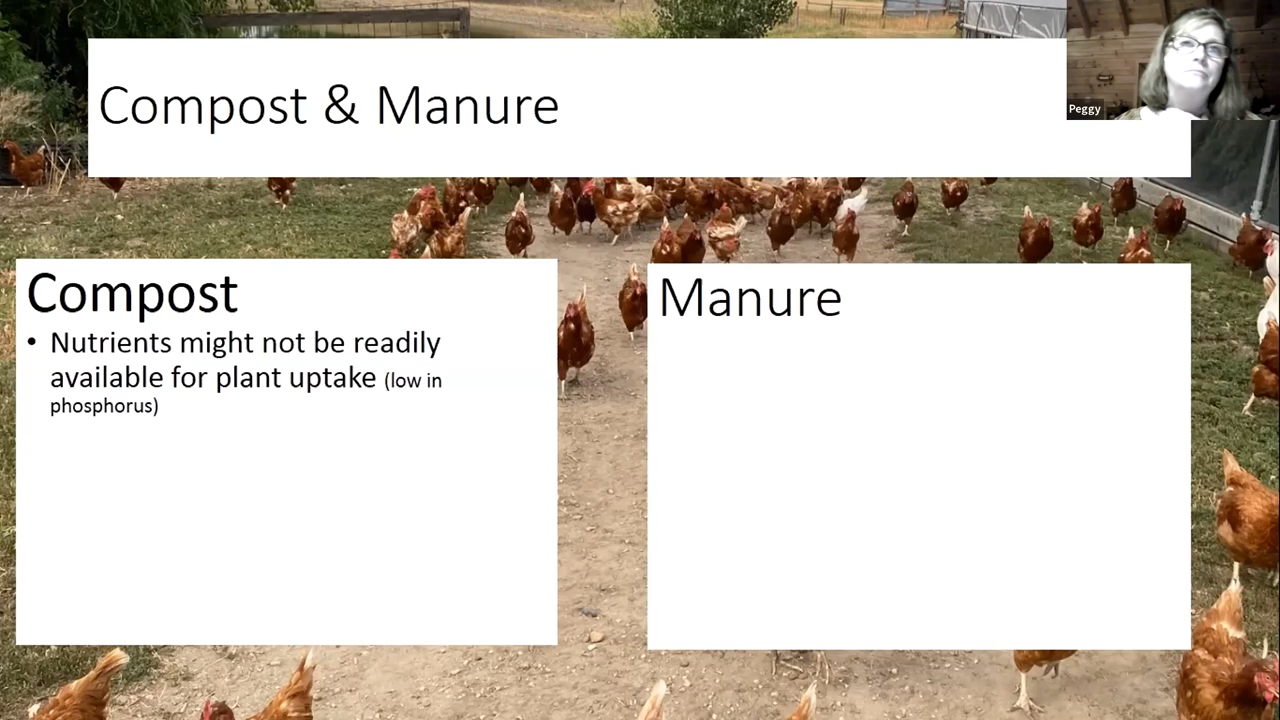 Compost & Manure
Peggy
Compost
• Nutrients might not be readily
available for plant uptake (low in
phosphorus)
Manure